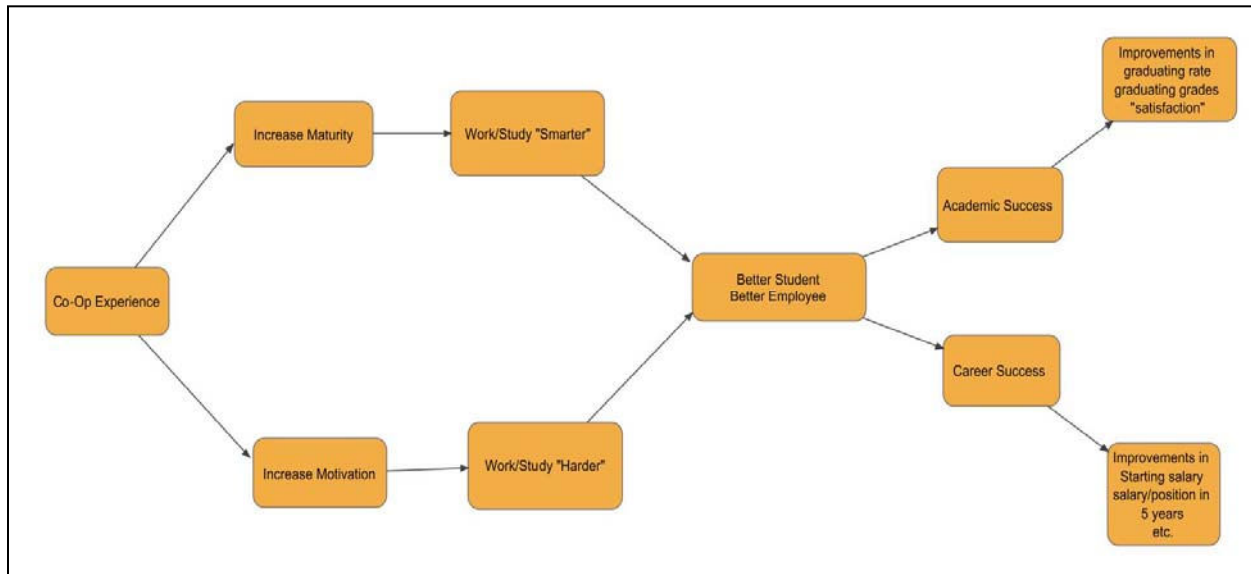 Co-Op Experience
Increase Maturity
Work/Study "Smarter"
Increase Motivation
Work/Study "Harder"
Better Student
Better Employee
Academic Success
Improvements in
graduating rate
graduating grades
"satisfaction"
Career Success
Improvements in
Starting salary
salary/position in
5 years
etc.